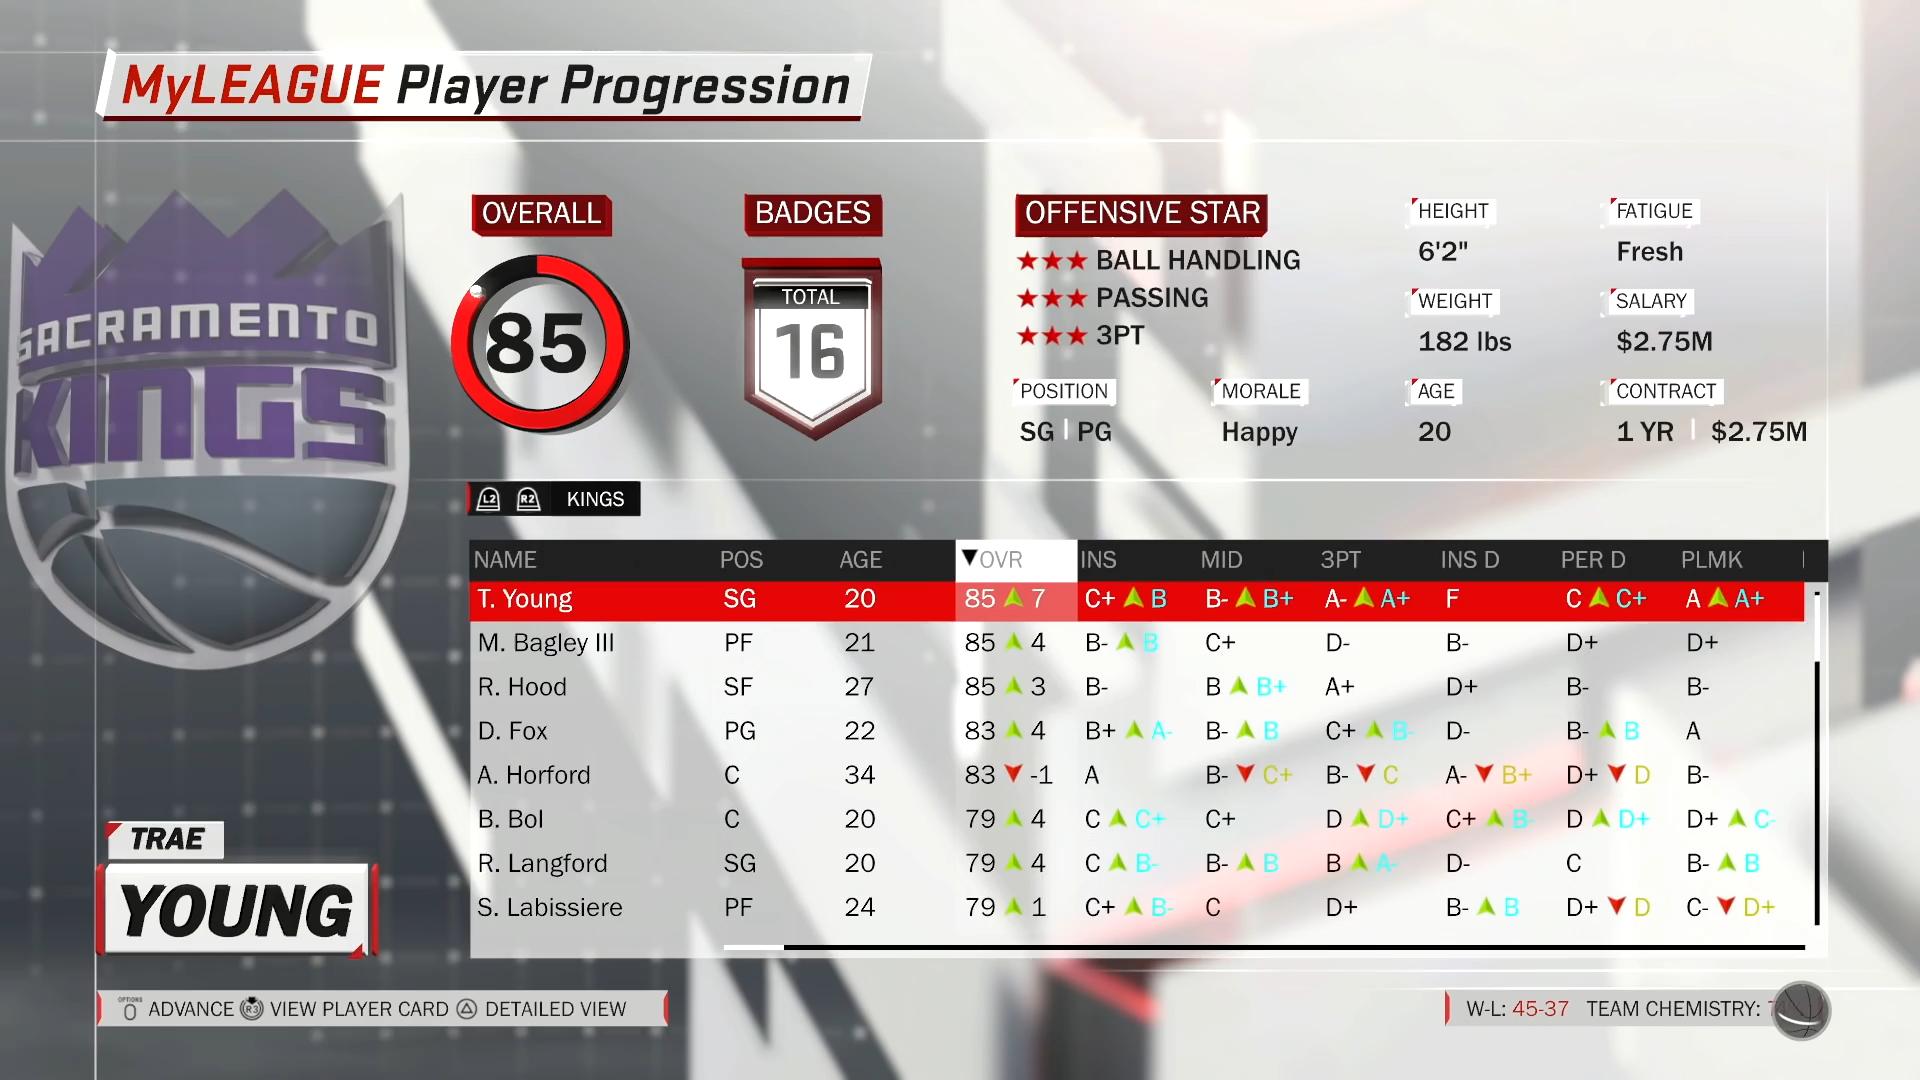 MyLEAGUE Player Progression
SACRAMENTO
KINGS
OVERALL
85
BADGES
TOTAL
16
OFFENSIVE STAR
★★★ BALL HANDLING
★★★ PASSING
★★★ 3PT
HEIGHT
6'2"
FATIGUE
Fresh
WEIGHT
182 lbs
SALARY
$2.75M
POSITION
SG | PG
MORALE
Happy
AGE
20
CONTRACT
1 YR | $2.75M
L2 R2 KINGS
NAME POS AGE ▼OVR INS MID 3PT INS D PER D PLMK
T. Young SG 20 85 ▲ 7 C+ ▲ B B- ▲ B+ A- ▲ A+ F C ▲ C+ A ▲ A+
M. Bagley III PF 21 85 ▲ 4 B- ▲ B C+ D- B- D+ D+
R. Hood SF 27 85 ▲ 3 B- B ▲ B+ A+ D+ B- B-
D. Fox PG 22 83 ▲ 4 B+ ▲ A- B- ▲ B C+ ▲ B- D- B- ▲ B A
A. Horford C 34 83 ▼ -1 A B- ▼ C+ B- ▼ C A- ▼ B+ D+ ▼ D B-
B. Bol C 20 79 ▲ 4 C ▲ C+ C+ D ▲ D+ C+ ▲ B- D ▲ D+ D+ ▲ C-
R. Langford SG 20 79 ▲ 4 C ▲ B- B- ▲ B B ▲ A- D- C B- ▲ B
S. Labissiere PF 24 79 ▲ 1 C+ ▲ B- C D+ B- ▲ B D+ ▼ D C- ▼ D+
TRAE
YOUNG
OPTIONS ADVANCE R3 VIEW PLAYER CARD DETAILED VIEW
W-L: 45-37 TEAM CHEMISTRY: